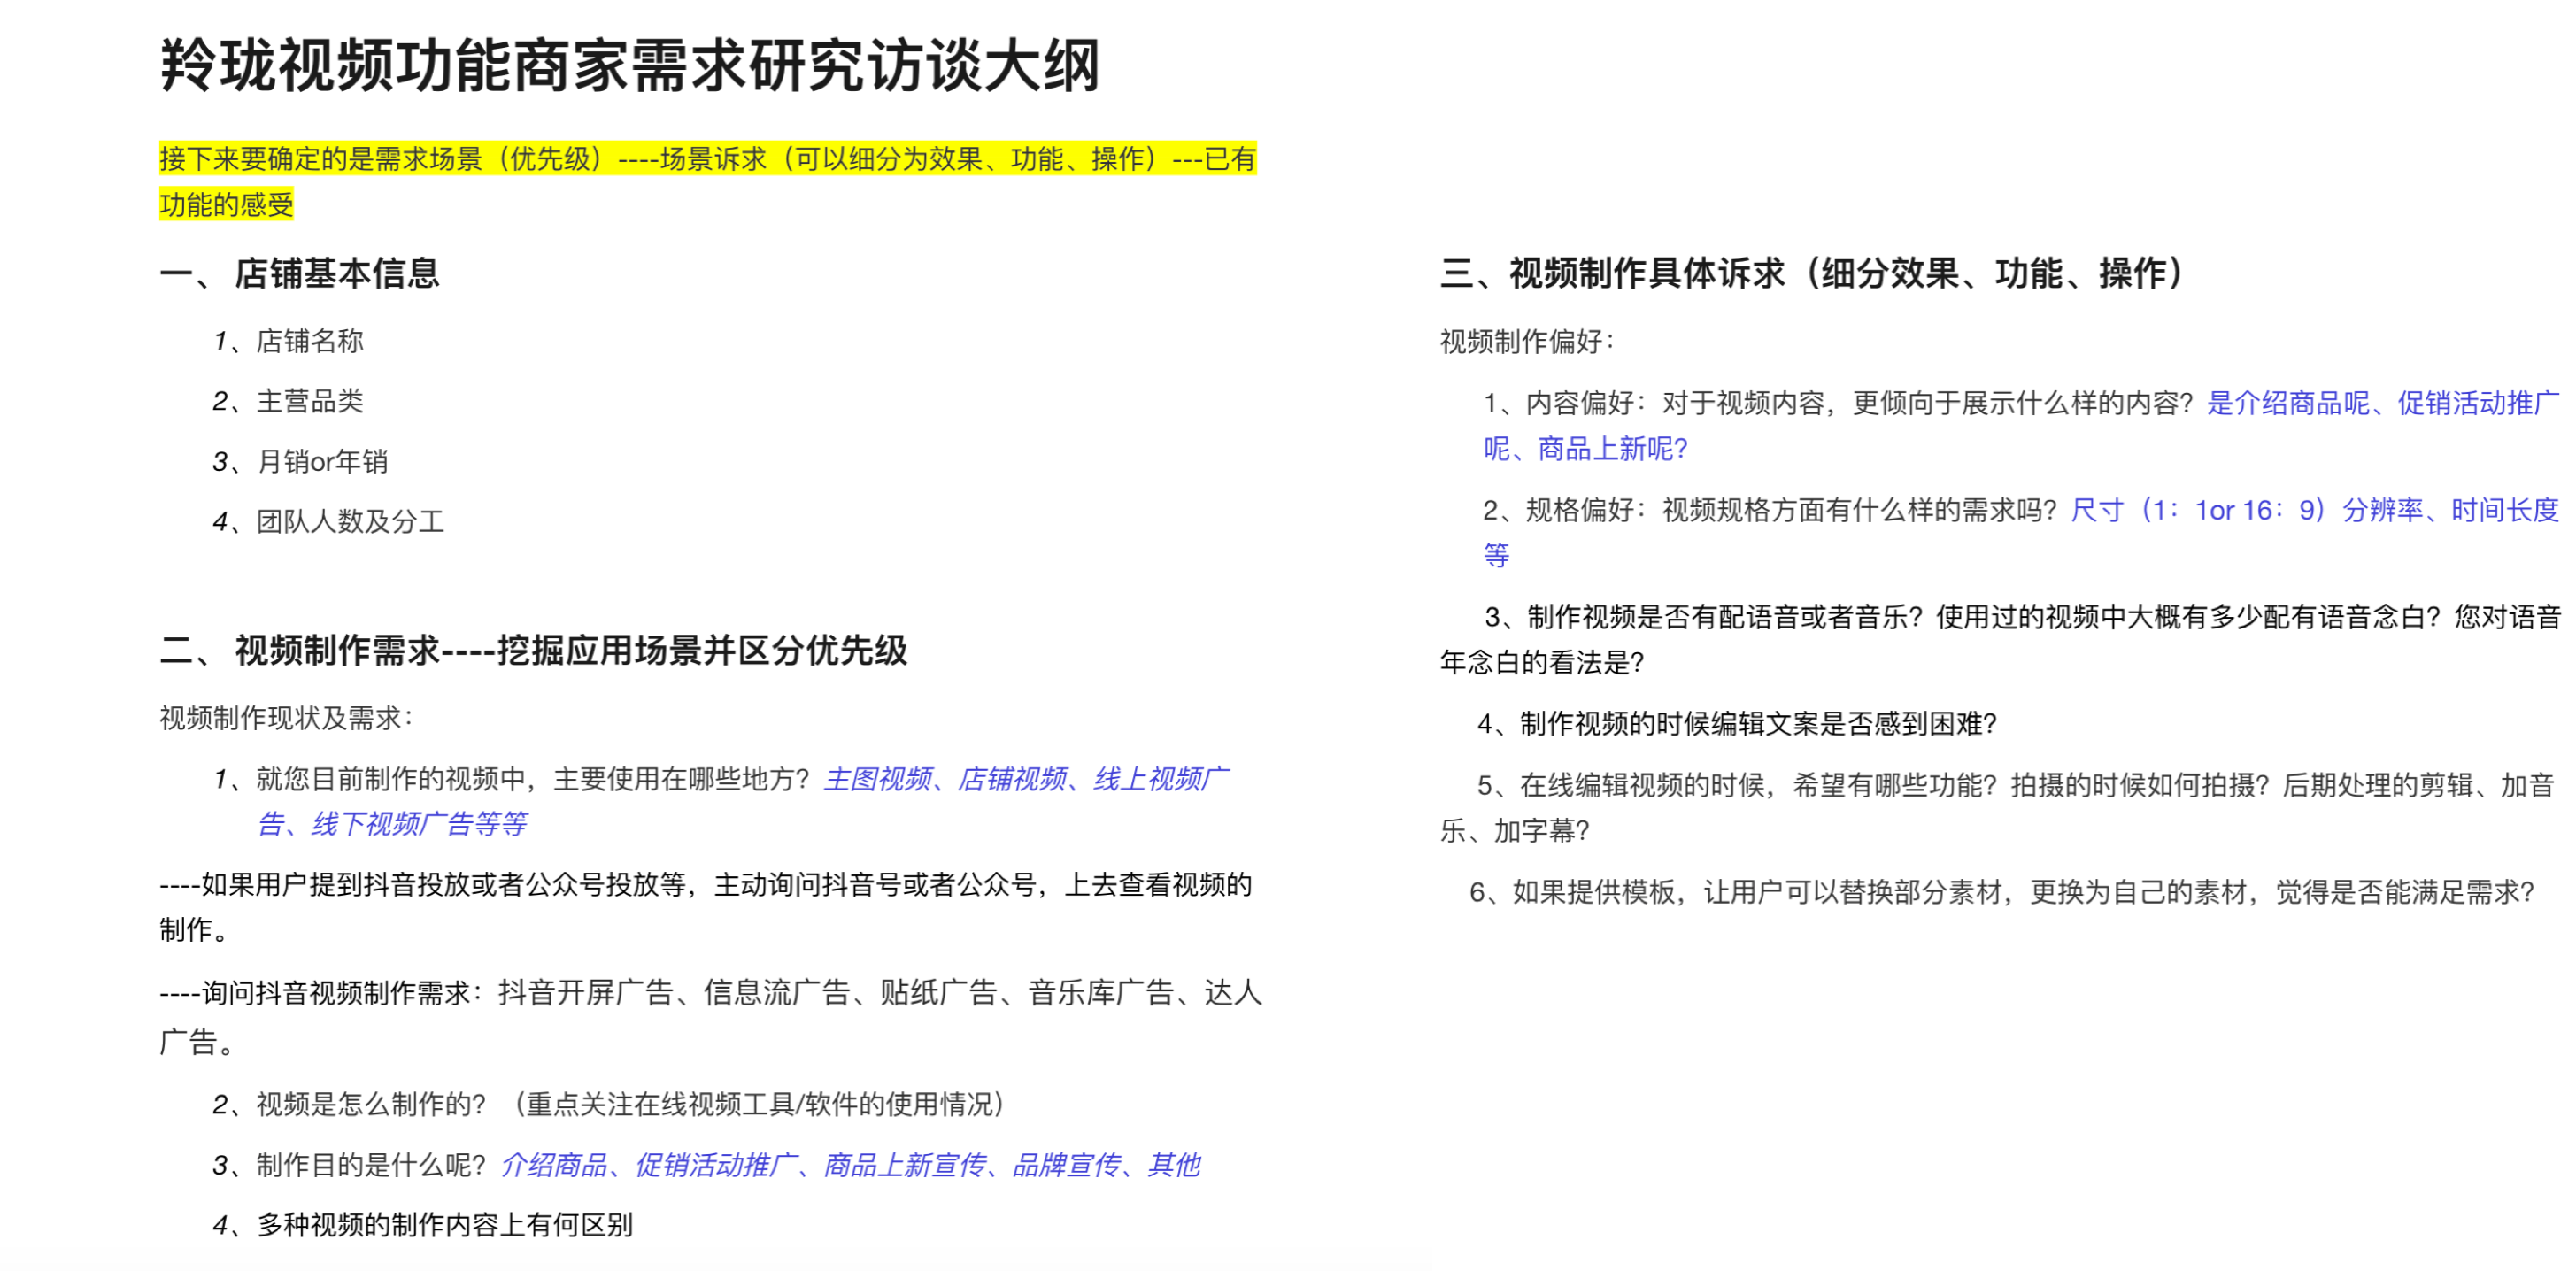 羚珑视频功能商家需求研究访谈大纲
接下来要确定的是需求场景（优先级）----场景诉求（可以细分为效果、功能、操作）---已有
功能的感受
一、 店铺基本信息
1、店铺名称
2、主营品类
3、月销or年销
4、团队人数及分工
二、 视频制作需求----挖掘应用场景并区分优先级
视频制作现状及需求：
1、就您目前制作的视频中，主要使用在哪些地方？主图视频、店铺视频、线上视频广
告、线下视频广告等等
----如果用户提到抖音投放或者公众号投放等，主动询问抖音号或者公众号，上去查看视频的
制作。
----询问抖音视频制作需求：抖音开屏广告、信息流广告、贴纸广告、音乐库广告、达人
广告。
2、视频是怎么制作的？（重点关注在线视频工具/软件的使用情况）
3、制作目的是什么呢？介绍商品、促销活动推广、商品上新宣传、品牌宣传、其他
4、多种视频的制作内容上有何区别
三、视频制作具体诉求（细分效果、功能、操作）
视频制作偏好：
1、内容偏好：对于视频内容，更倾向于展示什么样的内容？是介绍商品呢、促销活动推广
呢、商品上新呢？
2、规格偏好：视频规格方面有什么样的需求吗？尺寸（1：1or 16：9）分辨率、时间长度
等
3、制作视频是否有配语音或者音乐？使用过的视频中大概有多少配有语音念白？您对语音
年念白的看法是？
4、制作视频的时候编辑文案是否感到困难？
5、在线编辑视频的时候，希望有哪些功能？拍摄的时候如何拍摄？后期处理的剪辑、加音
乐、加字幕？
6、如果提供模板，让用户可以替换部分素材，更换为自己的素材，觉得是否能满足需求？